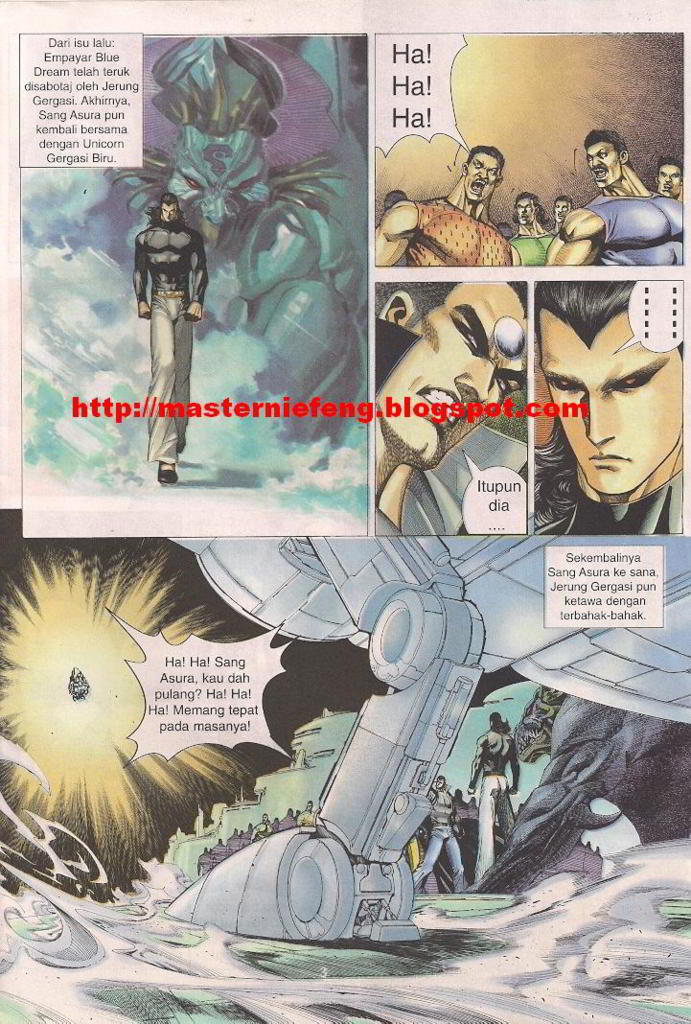 Dari isu lalu:
Empayar Blue
Dream telah teruk
disabotaj oleh Jerung
Gergasi. Akhirnya,
Sang Asura pun
kembali bersama
dengan Unicorn
Gergasi Biru.
Ha!
Ha!
Ha!
S
http://masterniefeng.blogspot.com
Itupun
dia
....
Sekembalinya
Sang Asura ke sana,
Jerung Gergasi pun
ketawa dengan
terbahak-bahak.
Ha! Ha! Sang
Asura, kau dah
pulang? Ha! Ha!
Ha! Memang tepat
pada masanya!
3